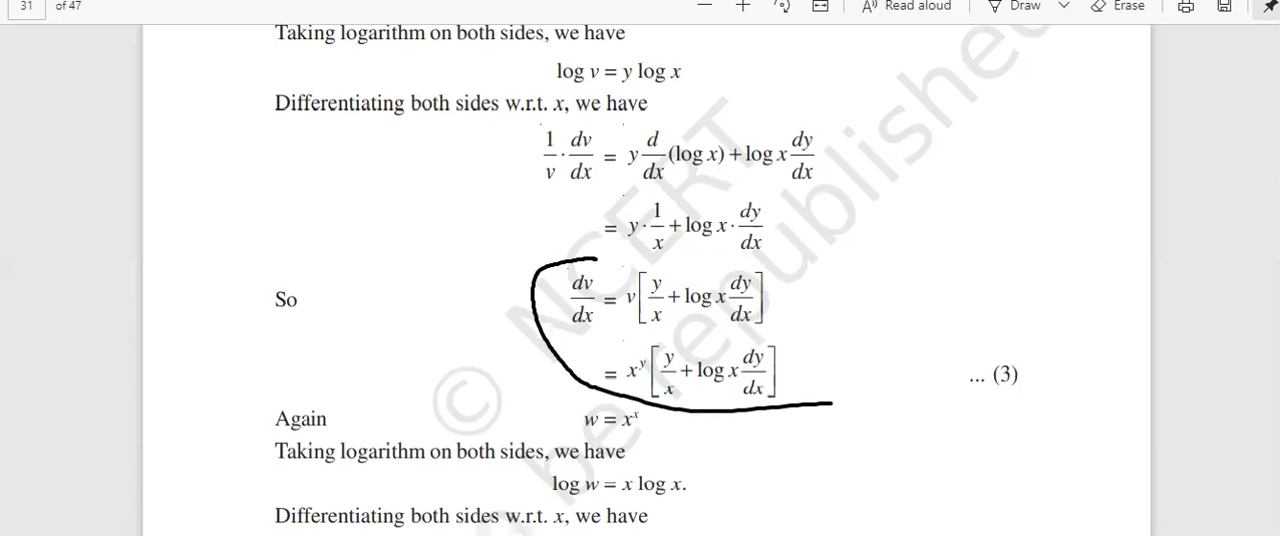 31 of 47 Read aloud Draw Erase
Taking logarithm on both sides, we have
log v = y log x
Differentiating both sides w.r.t. x, we have
1/v · dv/dx = y d/dx (log x) + log x dy/dx
= y · 1/x + log x · dy/dx
So dv/dx = v[y/x + log x dy/dx]
= x^y [y/x + log x dy/dx] ... (3)
Again w = x^x
Taking logarithm on both sides, we have
log w = x log x.
Differentiating both sides w.r.t. x, we have
© NCERT
be republished